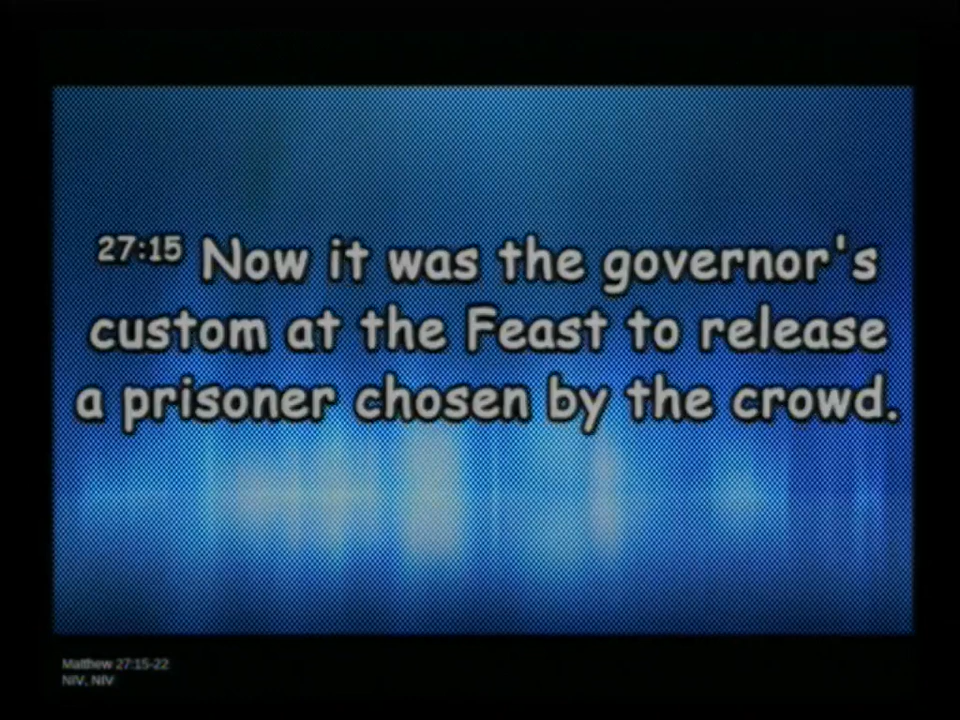 27:15 Now it was the governor's
custom at the Feast to release
a prisoner chosen by the crowd.
Matthew 27:15-22
NIV, NIV